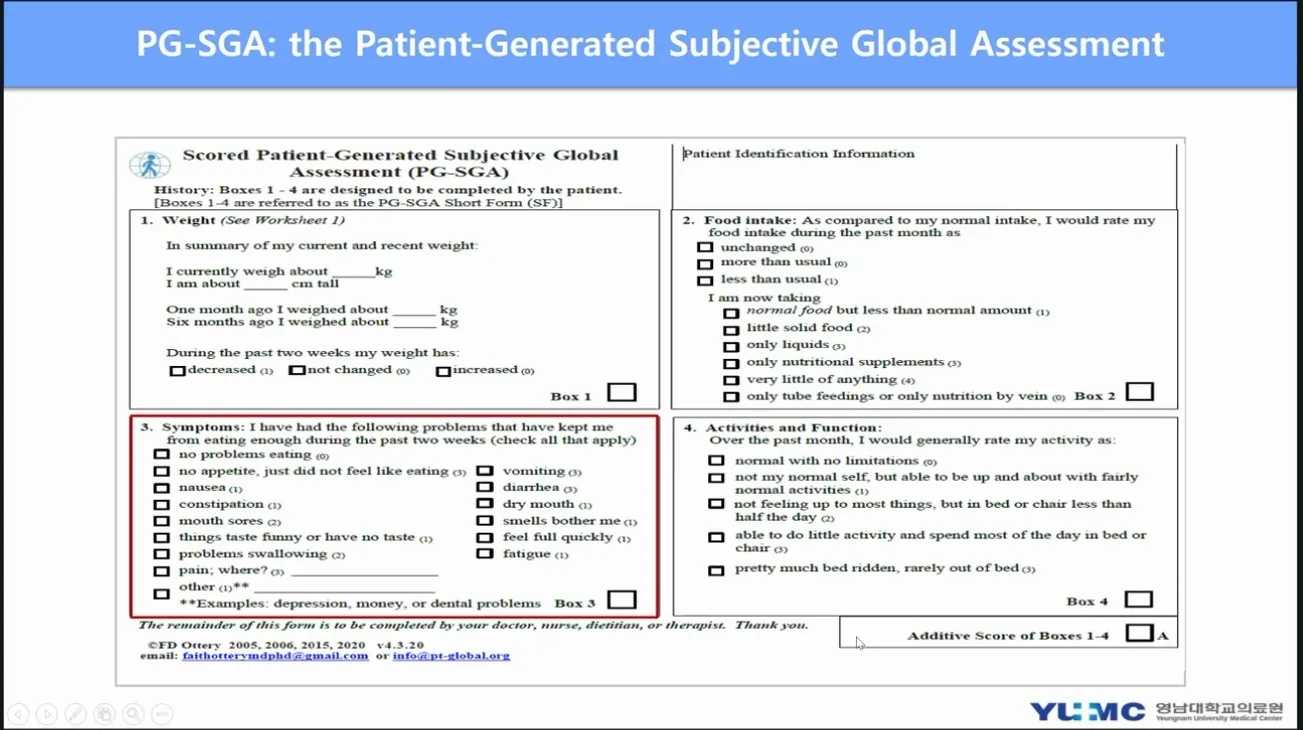 PG-SGA: the Patient-Generated Subjective Global Assessment
Scored Patient-Generated Subjective Global
Assessment (PG-SGA)
History: Boxes 1 - 4 are designed to be completed by the patient.
[Boxes 1-4 are referred to as the PG-SGA Short Form (SF)]
Patient Identification Information
1. Weight (See Worksheet 1)
In summary of my current and recent weight:
I currently weigh about ______kg
I am about ______ cm tall
One month ago I weighed about ______ kg
Six months ago I weighed about ______ kg
During the past two weeks my weight has:
decreased (1) not changed (0) increased (0)
Box 1
2. Food intake: As compared to my normal intake, I would rate my
food intake during the past month as
unchanged (0)
more than usual (0)
less than usual (1)
I am now taking
normal food but less than normal amount (1)
little solid food (2)
only liquids (3)
only nutritional supplements (3)
very little of anything (4)
only tube feedings or only nutrition by vein (0) Box 2
3. Symptoms: I have had the following problems that have kept me
from eating enough during the past two weeks (check all that apply)
no problems eating (0)
no appetite, just did not feel like eating (3) vomiting (3)
nausea (1) diarrhea (3)
constipation (1) dry mouth (1)
mouth sores (2) smells bother me (1)
things taste funny or have no taste (1) feel full quickly (1)
problems swallowing (2) fatigue (1)
pain; where? (3) ____________________
other (1)** ____________________
**Examples: depression, money, or dental problems Box 3
4. Activities and Function:
Over the past month, I would generally rate my activity as:
normal with no limitations (0)
not my normal self, but able to be up and about with fairly
normal activities (1)
not feeling up to most things, but in bed or chair less than
half the day (2)
able to do little activity and spend most of the day in bed or
chair (3)
pretty much bed ridden, rarely out of bed (3)
Box 4
The remainder of this form is to be completed by your doctor, nurse, dietitian, or therapist. Thank you.
Additive Score of Boxes 1-4 A
©FD Ottery 2005, 2006, 2015, 2020 v4.3.20
email: faithotterymdphd@gmail.com or info@pt-global.org
YUMC 영남대학교의료원
Yeungnam University Medical Center